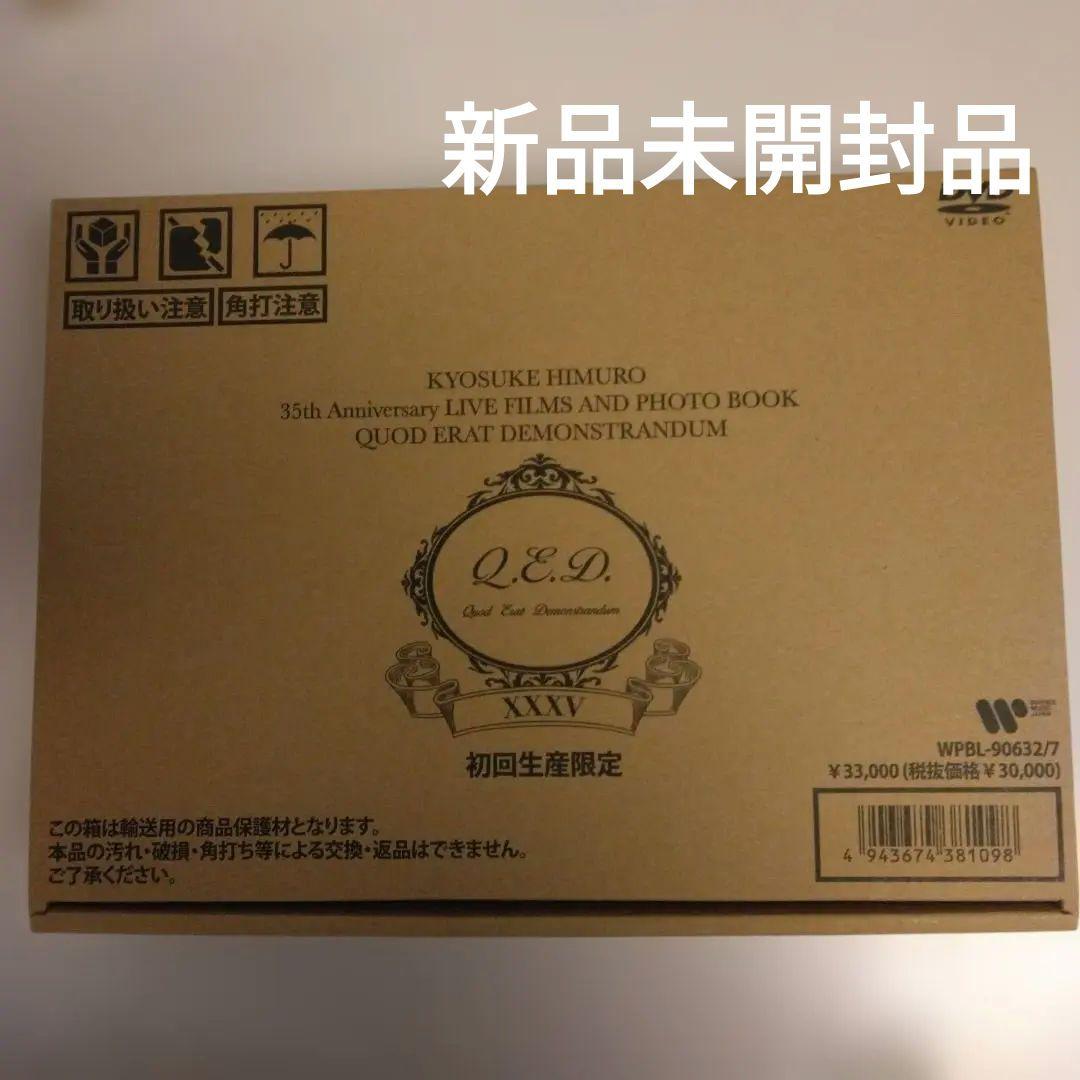 新品未開封品
DVD
VIDEO
取り扱い注意
角打注意
KYOSUKE HIMURO
35th Anniversary LIVE FILMS AND PHOTO BOOK
QUOD ERAT DEMONSTRANDUM
Q.E.D.
Quod Erat Demonstrandum
XXXV
初回生産限定
WARNER MUSIC JAPAN
WPBL-90632/7
¥33,000(税抜価格¥30,000)
この箱は輸送用の商品保護材となります。
本品の汚れ・破損・角打ち等による交換・返品はできません。
ご了承ください。
4 943674 381098